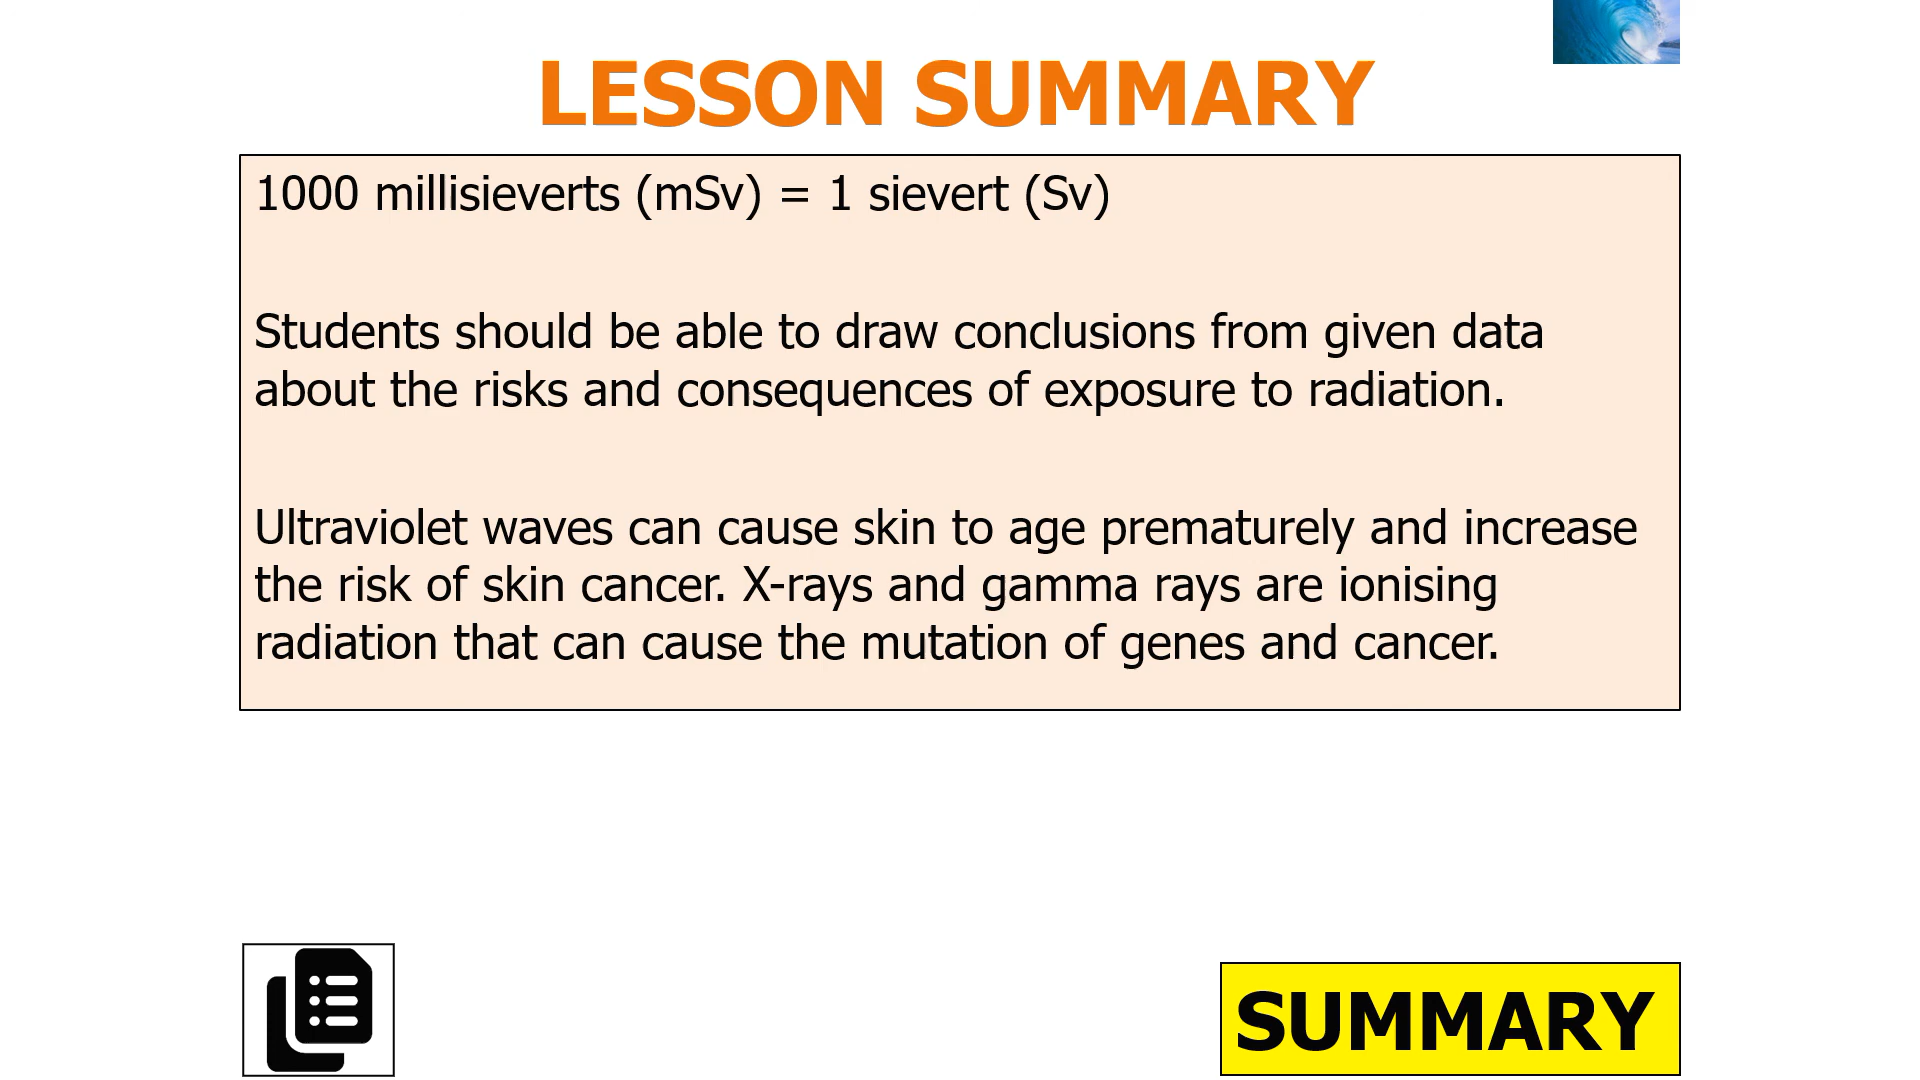 LESSON SUMMARY
1000 millisieverts (mSv) = 1 sievert (Sv)
Students should be able to draw conclusions from given data
about the risks and consequences of exposure to radiation.
Ultraviolet waves can cause skin to age prematurely and increase
the risk of skin cancer. X-rays and gamma rays are ionising
radiation that can cause the mutation of genes and cancer.
SUMMARY